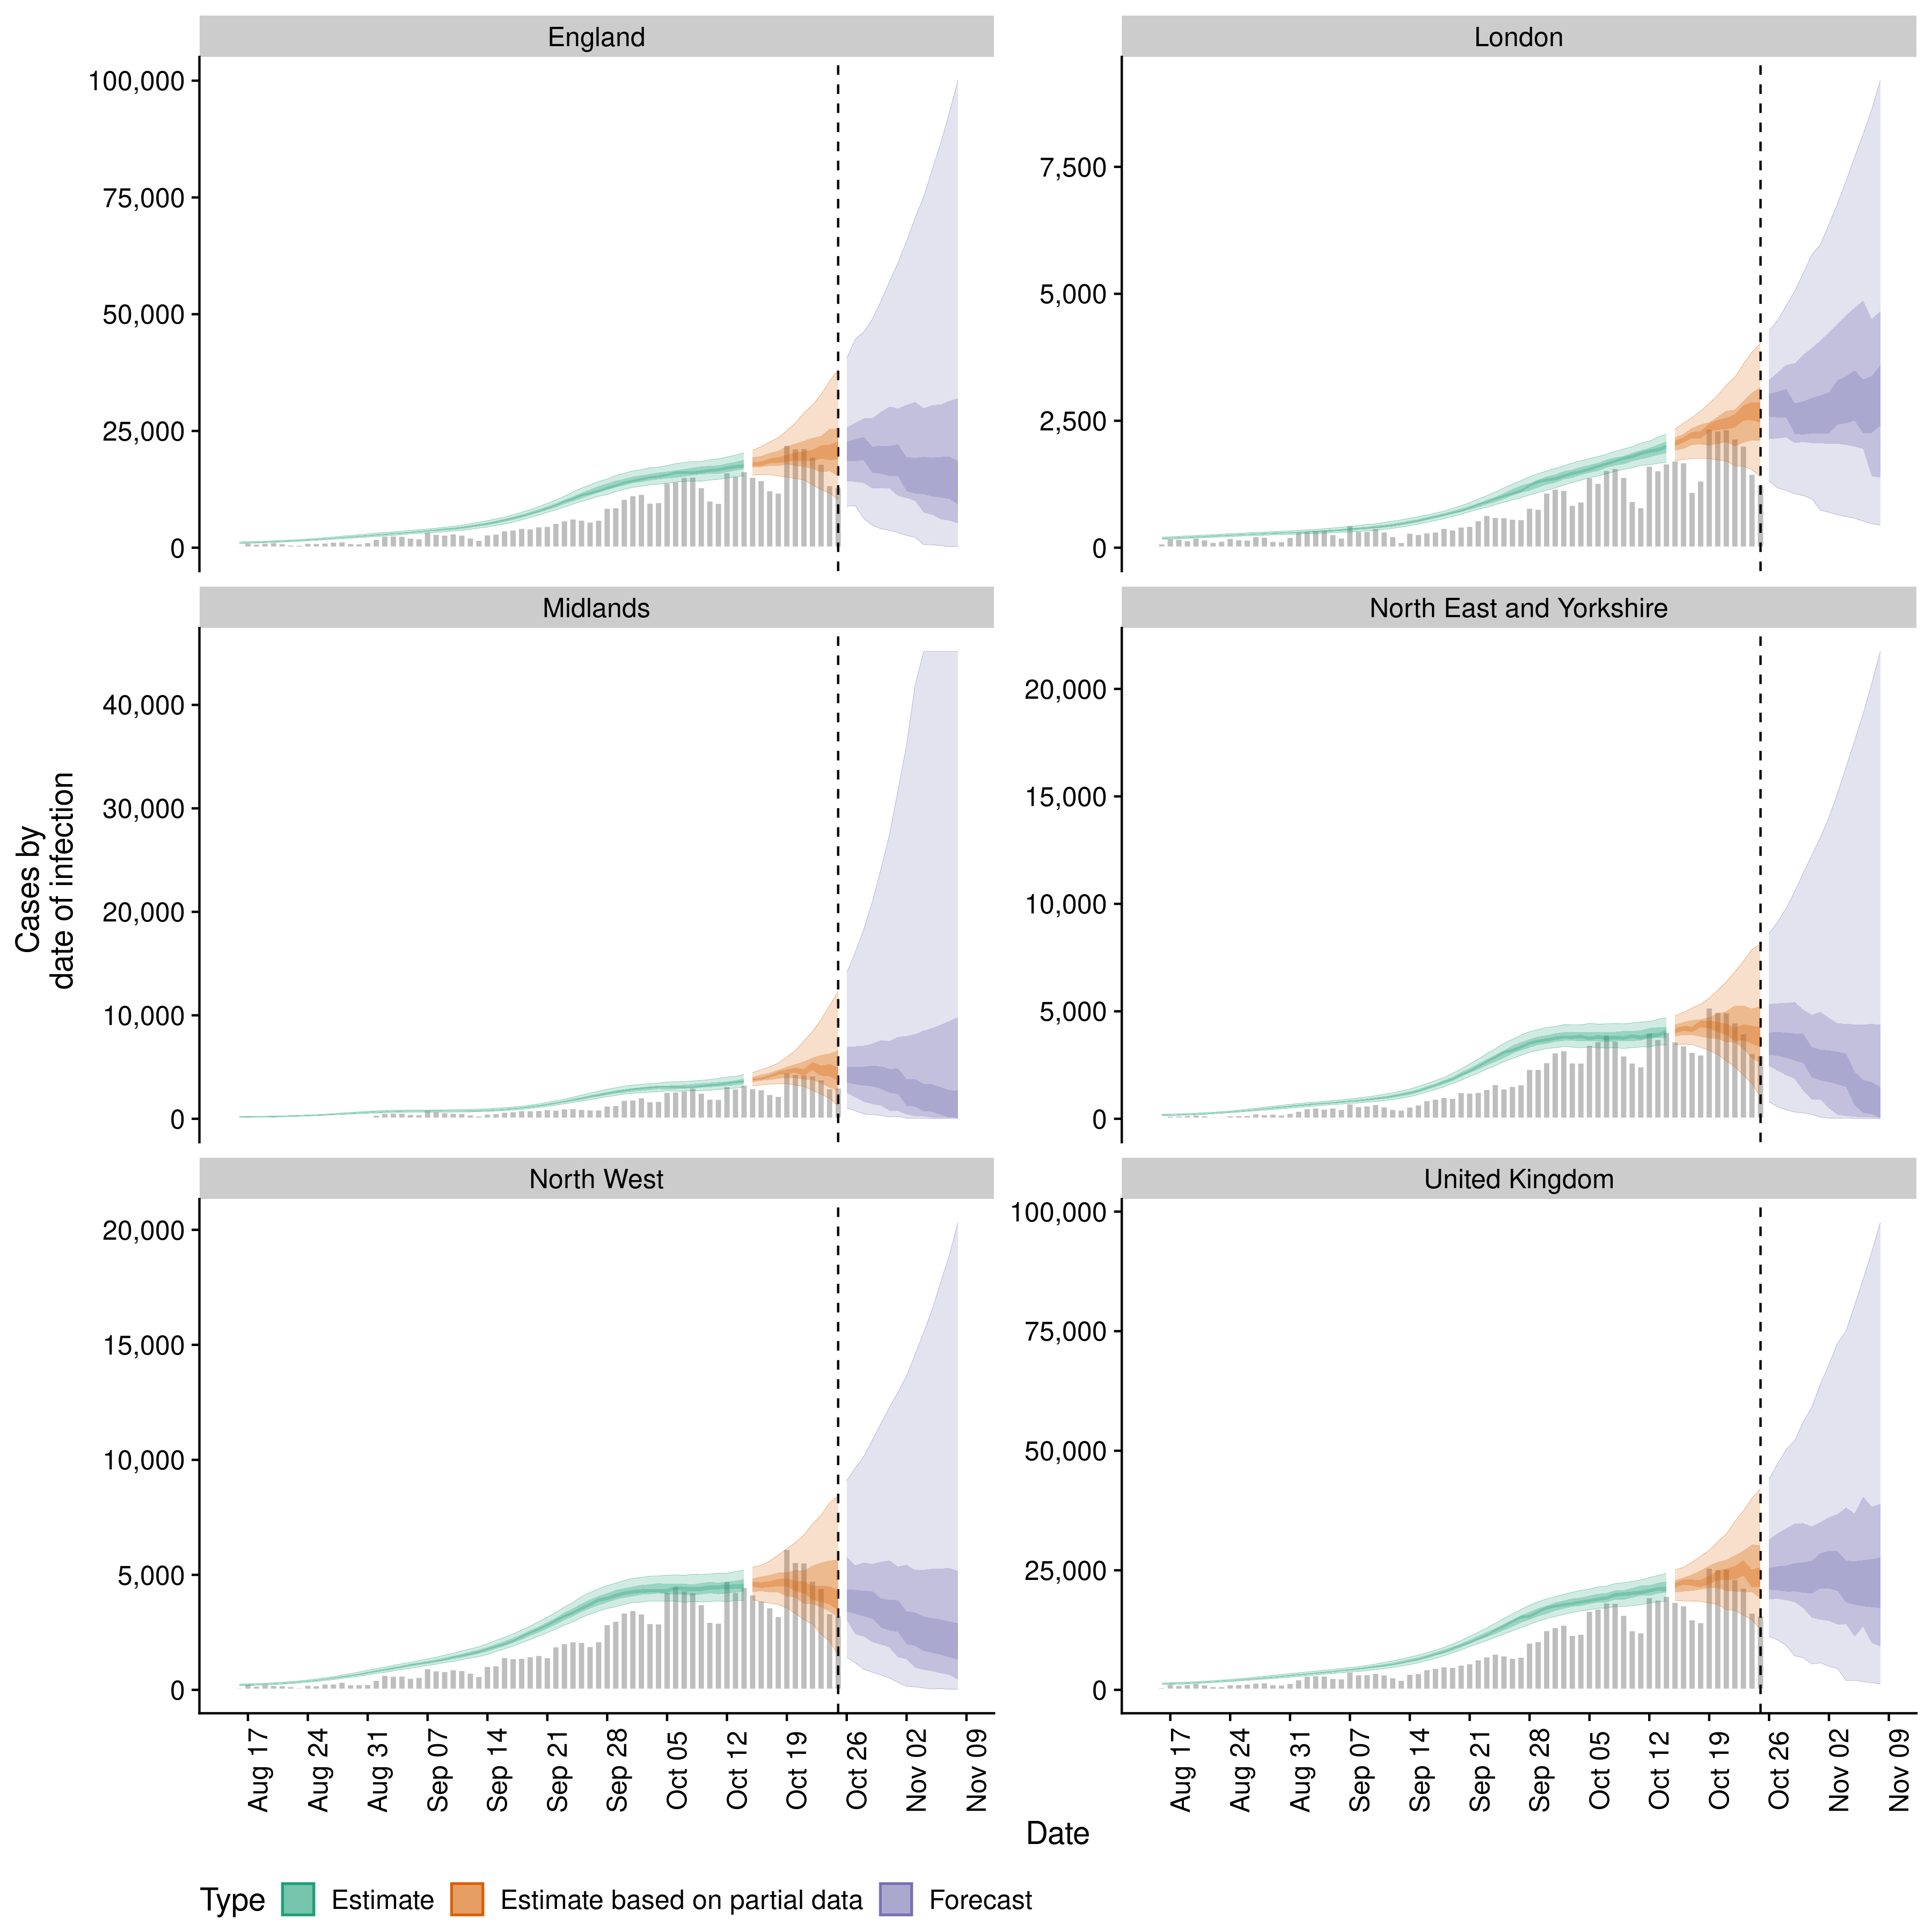 England
London
100,000
75,000
50,000
25,000
0
7,500
5,000
2,500
0
Midlands
North East and Yorkshire
40,000
30,000
20,000
10,000
0
20,000
15,000
10,000
5,000
0
Cases by
date of infection
North West
United Kingdom
20,000
15,000
10,000
5,000
0
100,000
75,000
50,000
25,000
0
Aug 17
Aug 24
Aug 31
Sep 07
Sep 14
Sep 21
Sep 28
Oct 05
Oct 12
Oct 19
Oct 26
Nov 02
Nov 09
Aug 17
Aug 24
Aug 31
Sep 07
Sep 14
Sep 21
Sep 28
Oct 05
Oct 12
Oct 19
Oct 26
Nov 02
Nov 09
Date
Type Estimate Estimate based on partial data Forecast